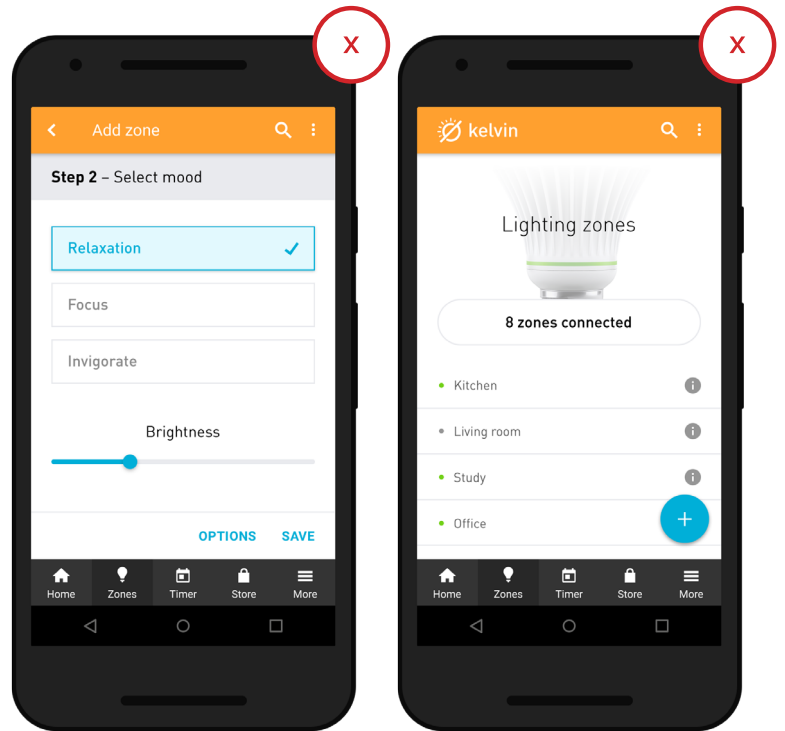 X
Add zone
Step 2 – Select mood
Relaxation
Focus
Invigorate
Brightness
OPTIONS SAVE
Home Zones Timer Store More
X
kelvin
Lighting zones
8 zones connected
Kitchen
Living room
Study
Office
Home Zones Timer Store More